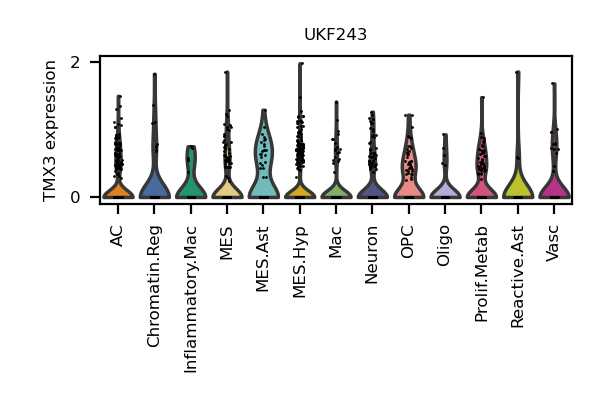 UKF243
TMX3 expression
2
0
AC
Chromatin.Reg
Inflammatory.Mac
MES
MES.Ast
MES.Hyp
Mac
Neuron
OPC
Oligo
Prolif.Metab
Reactive.Ast
Vasc